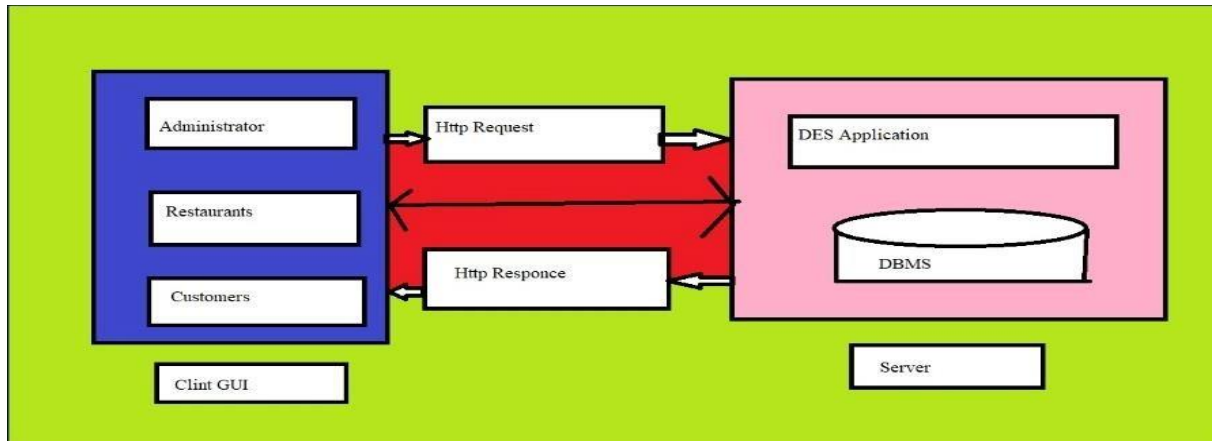 Administrator
Http Request
DES Application
Restaurants
Http Responce
DBMS
Customers
Clint GUI
Server